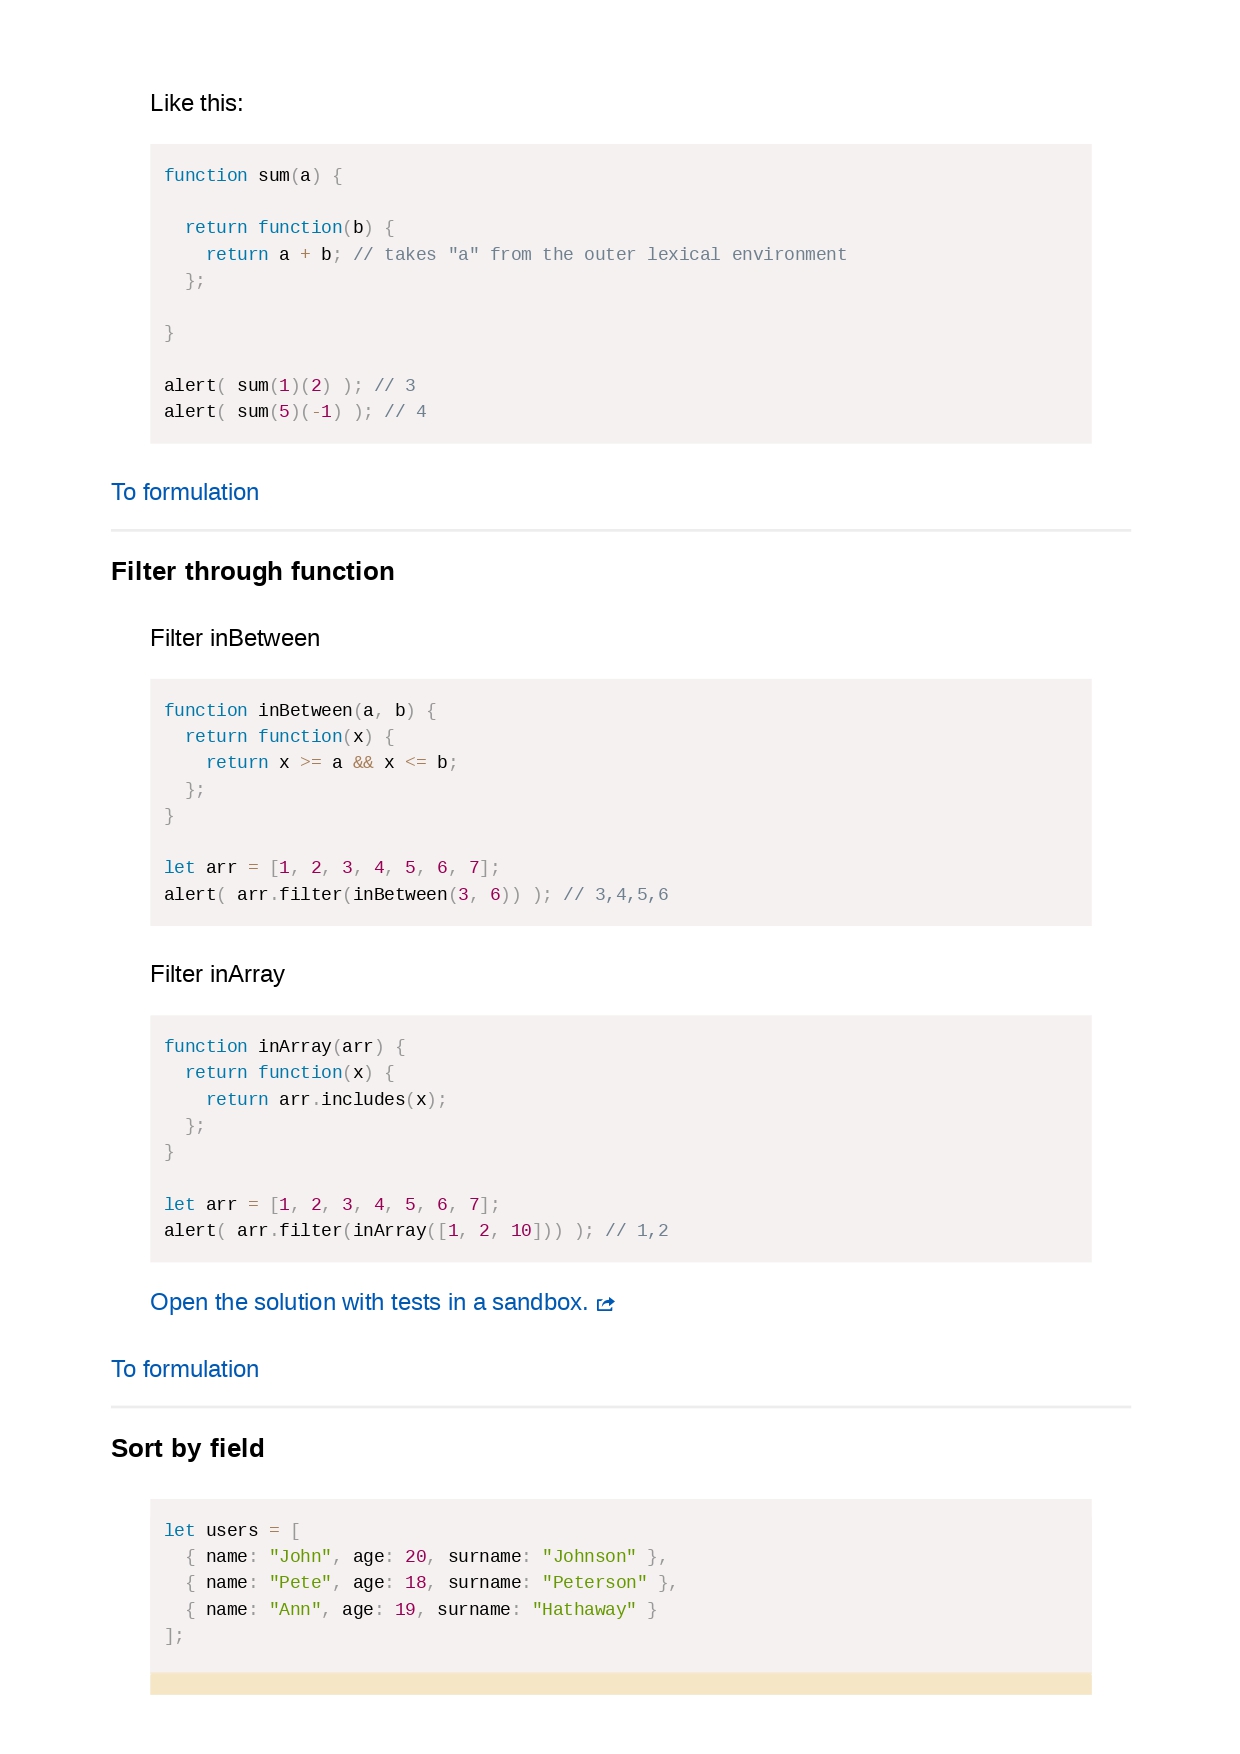 Like this:
function sum(a) {
  return function(b) {
    return a + b; // takes "a" from the outer lexical environment
  };
}
alert( sum(1)(2) ); // 3
alert( sum(5)(-1) ); // 4
To formulation
Filter through function
Filter inBetween
function inBetween(a, b) {
  return function(x) {
    return x >= a && x <= b;
  };
}
let arr = [1, 2, 3, 4, 5, 6, 7];
alert( arr.filter(inBetween(3, 6)) ); // 3,4,5,6
Filter inArray
function inArray(arr) {
  return function(x) {
    return arr.includes(x);
  };
}
let arr = [1, 2, 3, 4, 5, 6, 7];
alert( arr.filter(inArray([1, 2, 10])) ); // 1,2
Open the solution with tests in a sandbox.
To formulation
Sort by field
let users = [
  { name: "John", age: 20, surname: "Johnson" },
  { name: "Pete", age: 18, surname: "Peterson" },
  { name: "Ann", age: 19, surname: "Hathaway" }
];